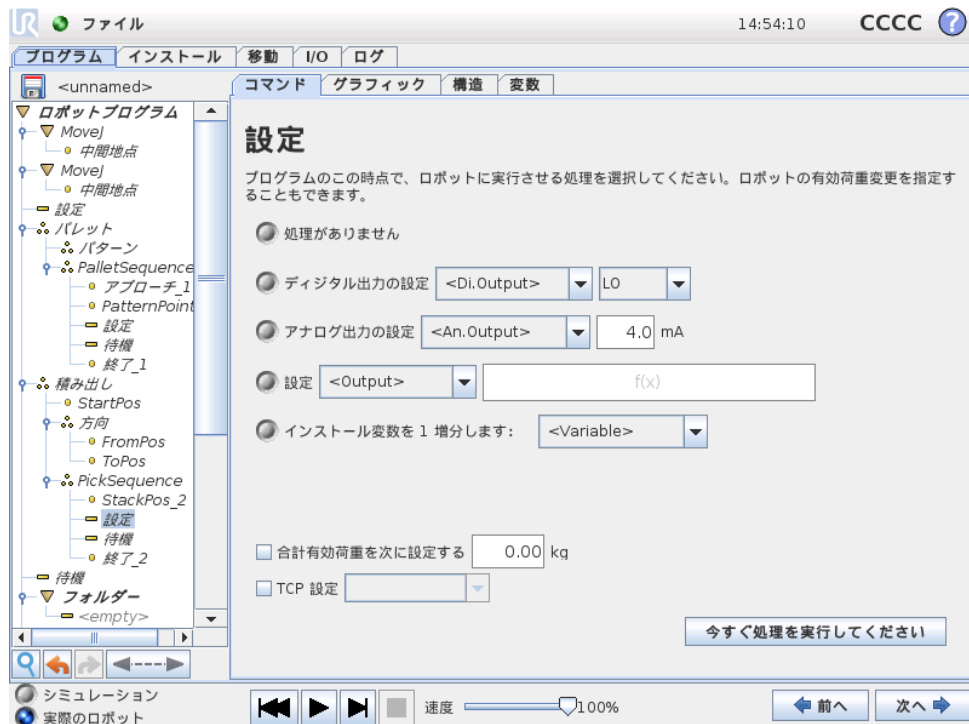 UR ファイル 14:54:10 CCCC ?
プログラム インストール 移動 I/O ログ
<unnamed>
コマンド グラフィック 構造 変数
ロボットプログラム
MoveJ
中間地点
MoveJ
中間地点
設定
パレット
パターン
PalletSequence
アプローチ_1
PatternPoint
設定
待機
終了_1
積み出し
StartPos
方向
FromPos
ToPos
PickSequence
StackPos_2
設定
待機
終了_2
待機
フォルダー
<empty>
設定
プログラムのこの時点で、ロボットに実行させる処理を選択してください。ロボットの有効荷重変更を指定す
ることもできます。
処理がありません
ディジタル出力の設定 <Di.Output> LO
アナログ出力の設定 <An.Output> 4.0 mA
設定 <Output> f(x)
インストール変数を 1 増分します: <Variable>
合計有効荷重を次に設定する 0.00 kg
TCP 設定
今すぐ処理を実行してください
シミュレーション
実際のロボット
速度 100%
前へ 次へ